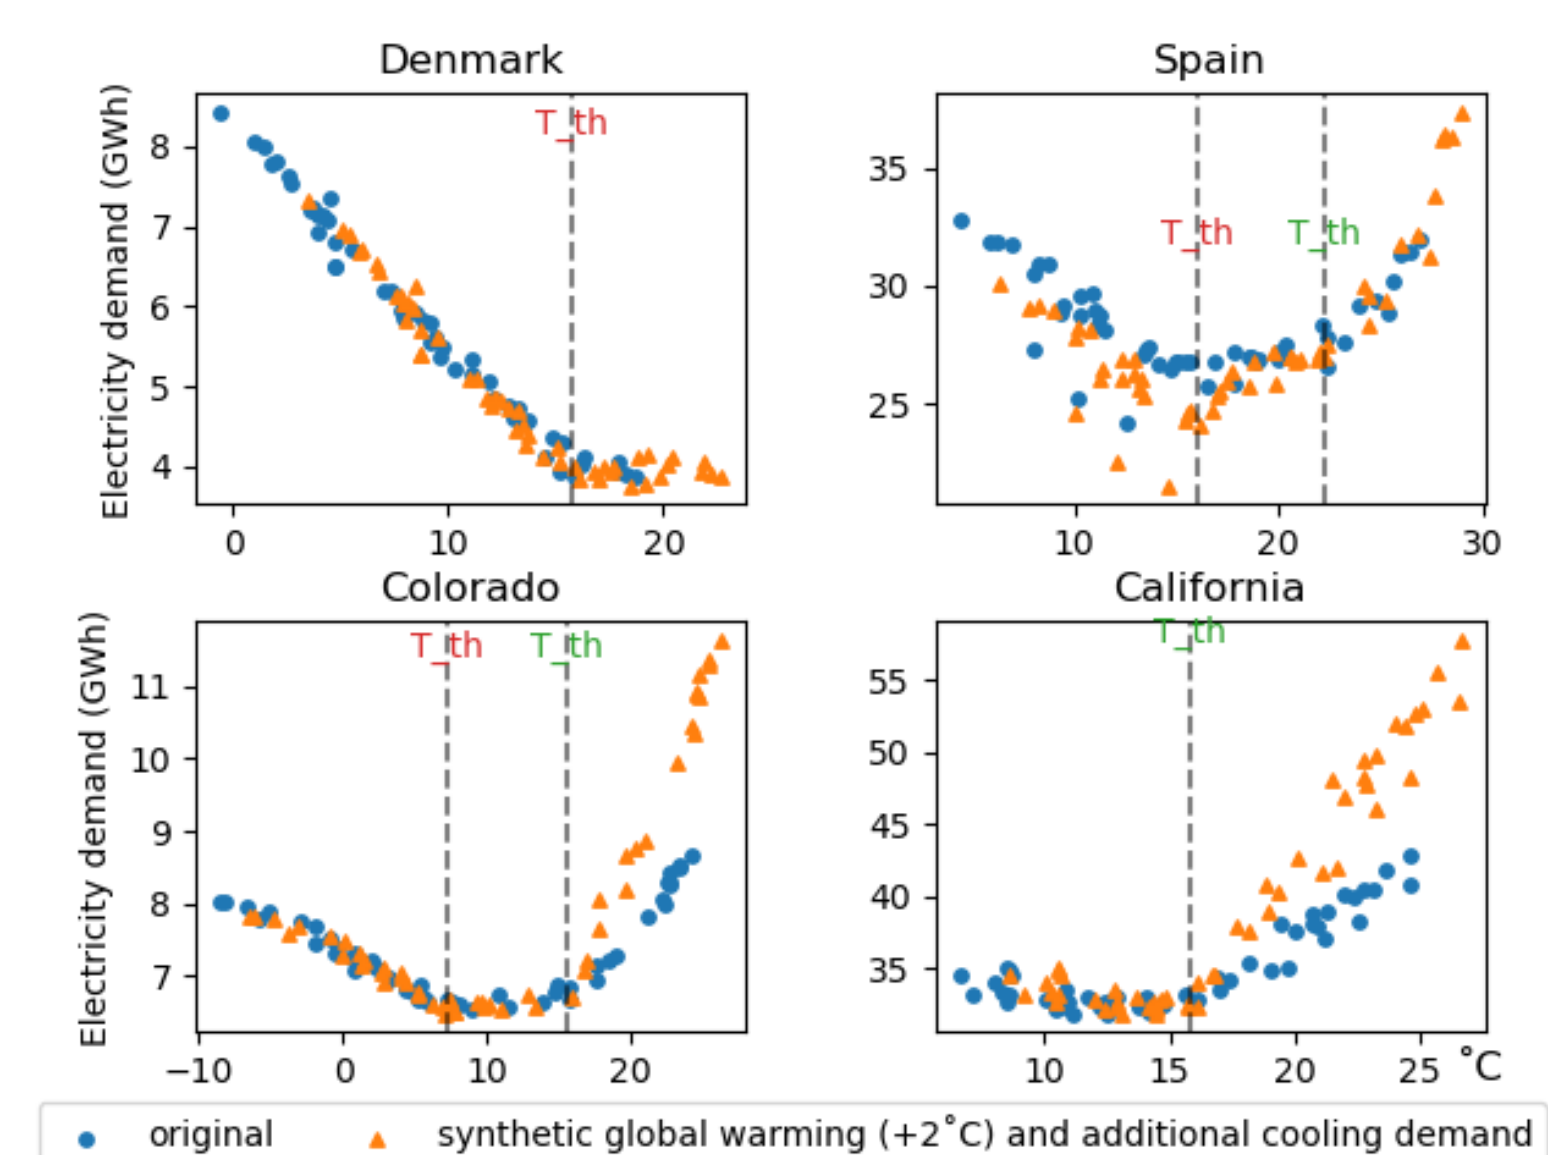 Denmark
Spain
Electricity demand (GWh)
8
7
6
5
4
T_th
0
10
20
35
30
25
T_th
T_th
10
20
30
Colorado
California
Electricity demand (GWh)
11
10
9
8
7
T_th
T_th
−10
0
10
20
55
50
45
40
35
T_th
10
15
20
25
˚C
original
synthetic global warming (+2˚C) and additional cooling demand